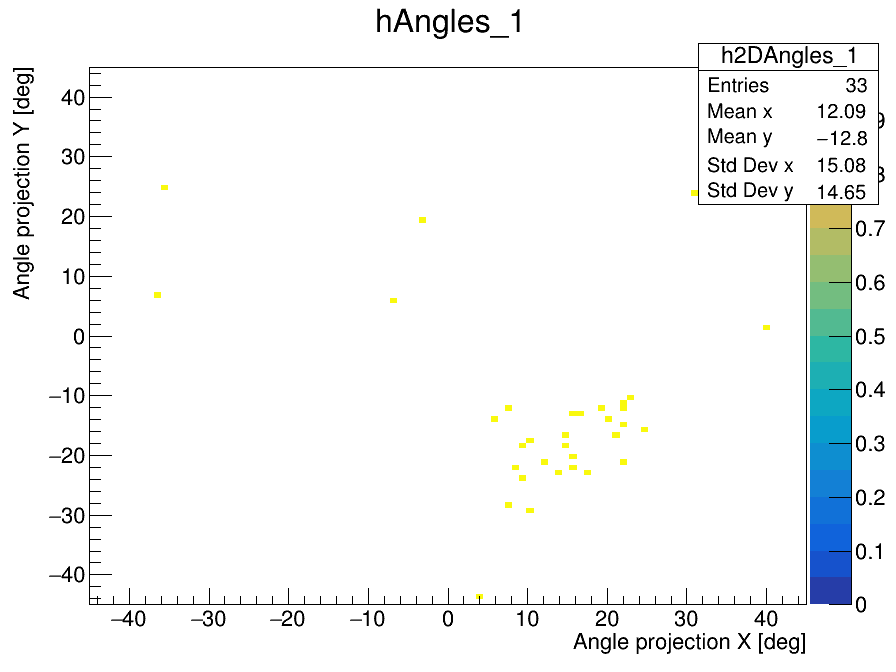 hAngles_1
h2DAngles_1
Entries 33
Mean x 12.09
Mean y −12.8
Std Dev x 15.08
Std Dev y 14.65
Angle projection Y [deg]
40
30
20
10
0
−10
−20
−30
−40
−40 −30 −20 −10 0 10 20 30 40
Angle projection X [deg]
0.7
0.6
0.5
0.4
0.3
0.2
0.1
0